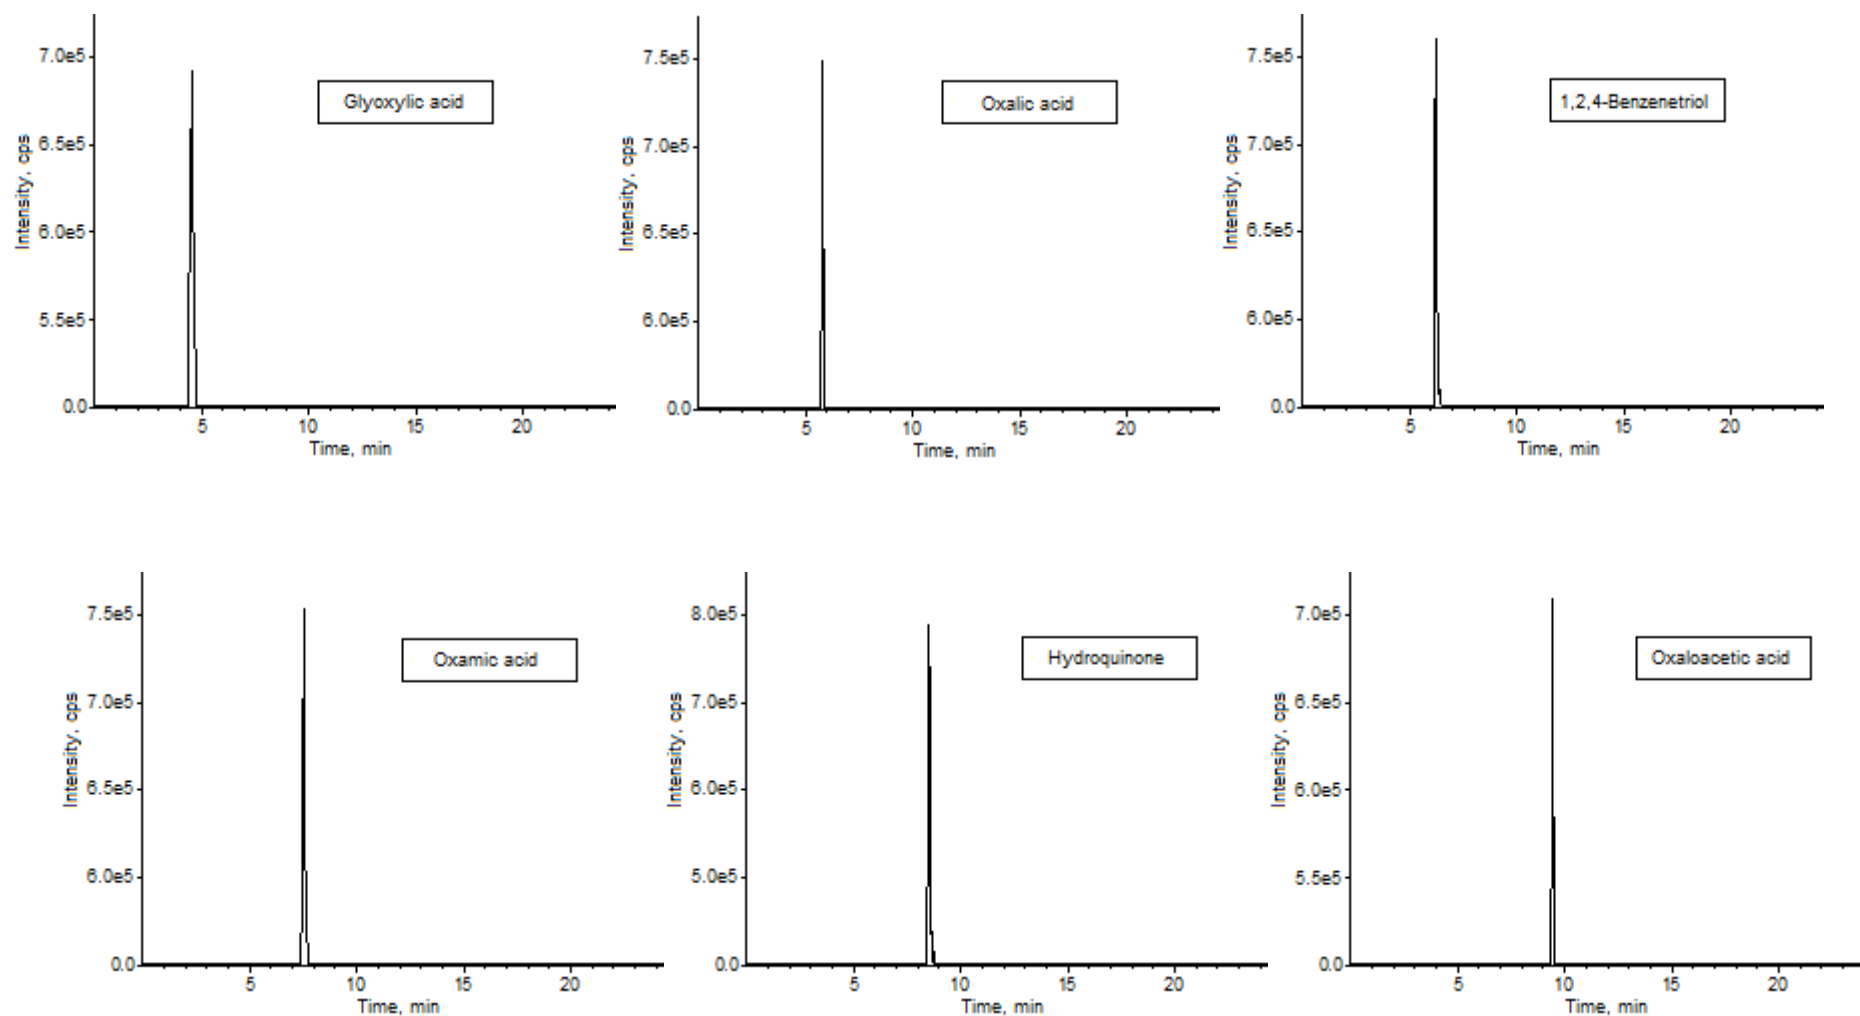 7.0e5
6.5e5
6.0e5
5.5e5
0.0
Intensity, cps
Glyoxylic acid
5 10 15 20
Time, min
7.5e5
7.0e5
6.5e5
6.0e5
0.0
Intensity, cps
Oxalic acid
5 10 15 20
Time, min
7.5e5
7.0e5
6.5e5
6.0e5
0.0
Intensity, cps
1,2,4-Benzenetriol
5 10 15 20
Time, min
7.5e5
7.0e5
6.5e5
6.0e5
0.0
Intensity, cps
Oxamic acid
5 10 15 20
Time, min
8.0e5
7.0e5
6.0e5
5.0e5
0.0
Intensity, cps
Hydroquinone
5 10 15 20
Time, min
7.0e5
6.5e5
6.0e5
5.5e5
0.0
Intensity, cps
Oxaloacetic acid
5 10 15 20
Time, min